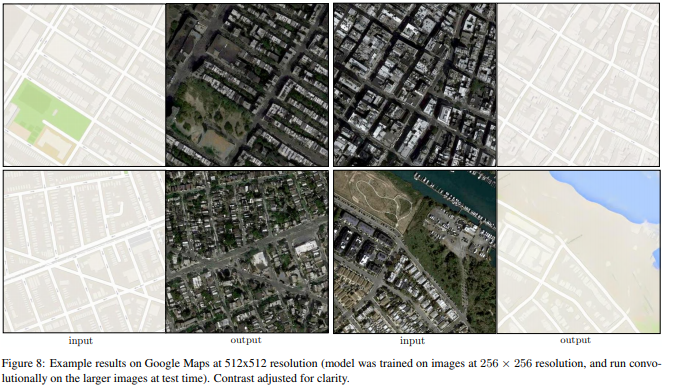 input
output
input
output
Figure 8: Example results on Google Maps at 512x512 resolution (model was trained on images at 256 × 256 resolution, and run convo-
lutionally on the larger images at test time). Contrast adjusted for clarity.